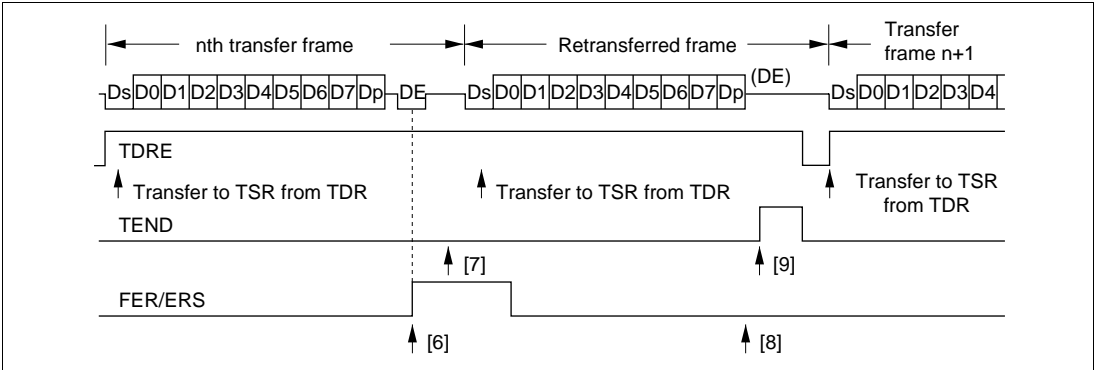 nth transfer frame
Retransferred frame
Transfer
frame n+1
Ds D0 D1 D2 D3 D4 D5 D6 D7 Dp DE Ds D0 D1 D2 D3 D4 D5 D6 D7 Dp (DE) Ds D0 D1 D2 D3 D4
TDRE
Transfer to TSR from TDR
Transfer to TSR from TDR
Transfer to TSR
from TDR
TEND
[7]
[9]
FER/ERS
[6]
[8]